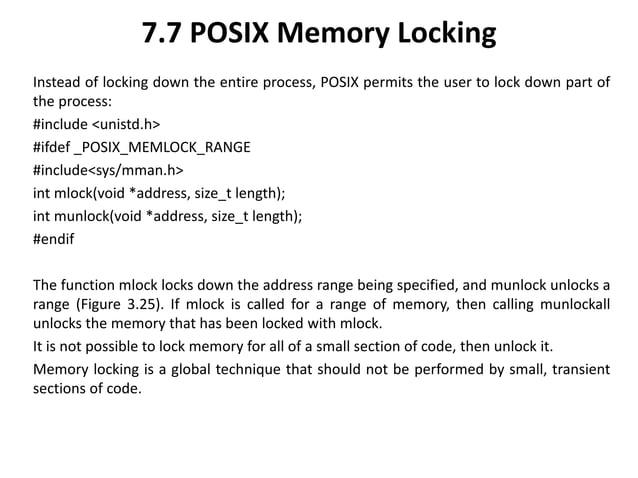 7.7 POSIX Memory Locking
Instead of locking down the entire process, POSIX permits the user to lock down part of
the process:
#include <unistd.h>
#ifdef _POSIX_MEMLOCK_RANGE
#include<sys/mman.h>
int mlock(void *address, size_t length);
int munlock(void *address, size_t length);
#endif
The function mlock locks down the address range being specified, and munlock unlocks a
range (Figure 3.25). If mlock is called for a range of memory, then calling munlockall
unlocks the memory that has been locked with mlock.
It is not possible to lock memory for all of a small section of code, then unlock it.
Memory locking is a global technique that should not be performed by small, transient
sections of code.